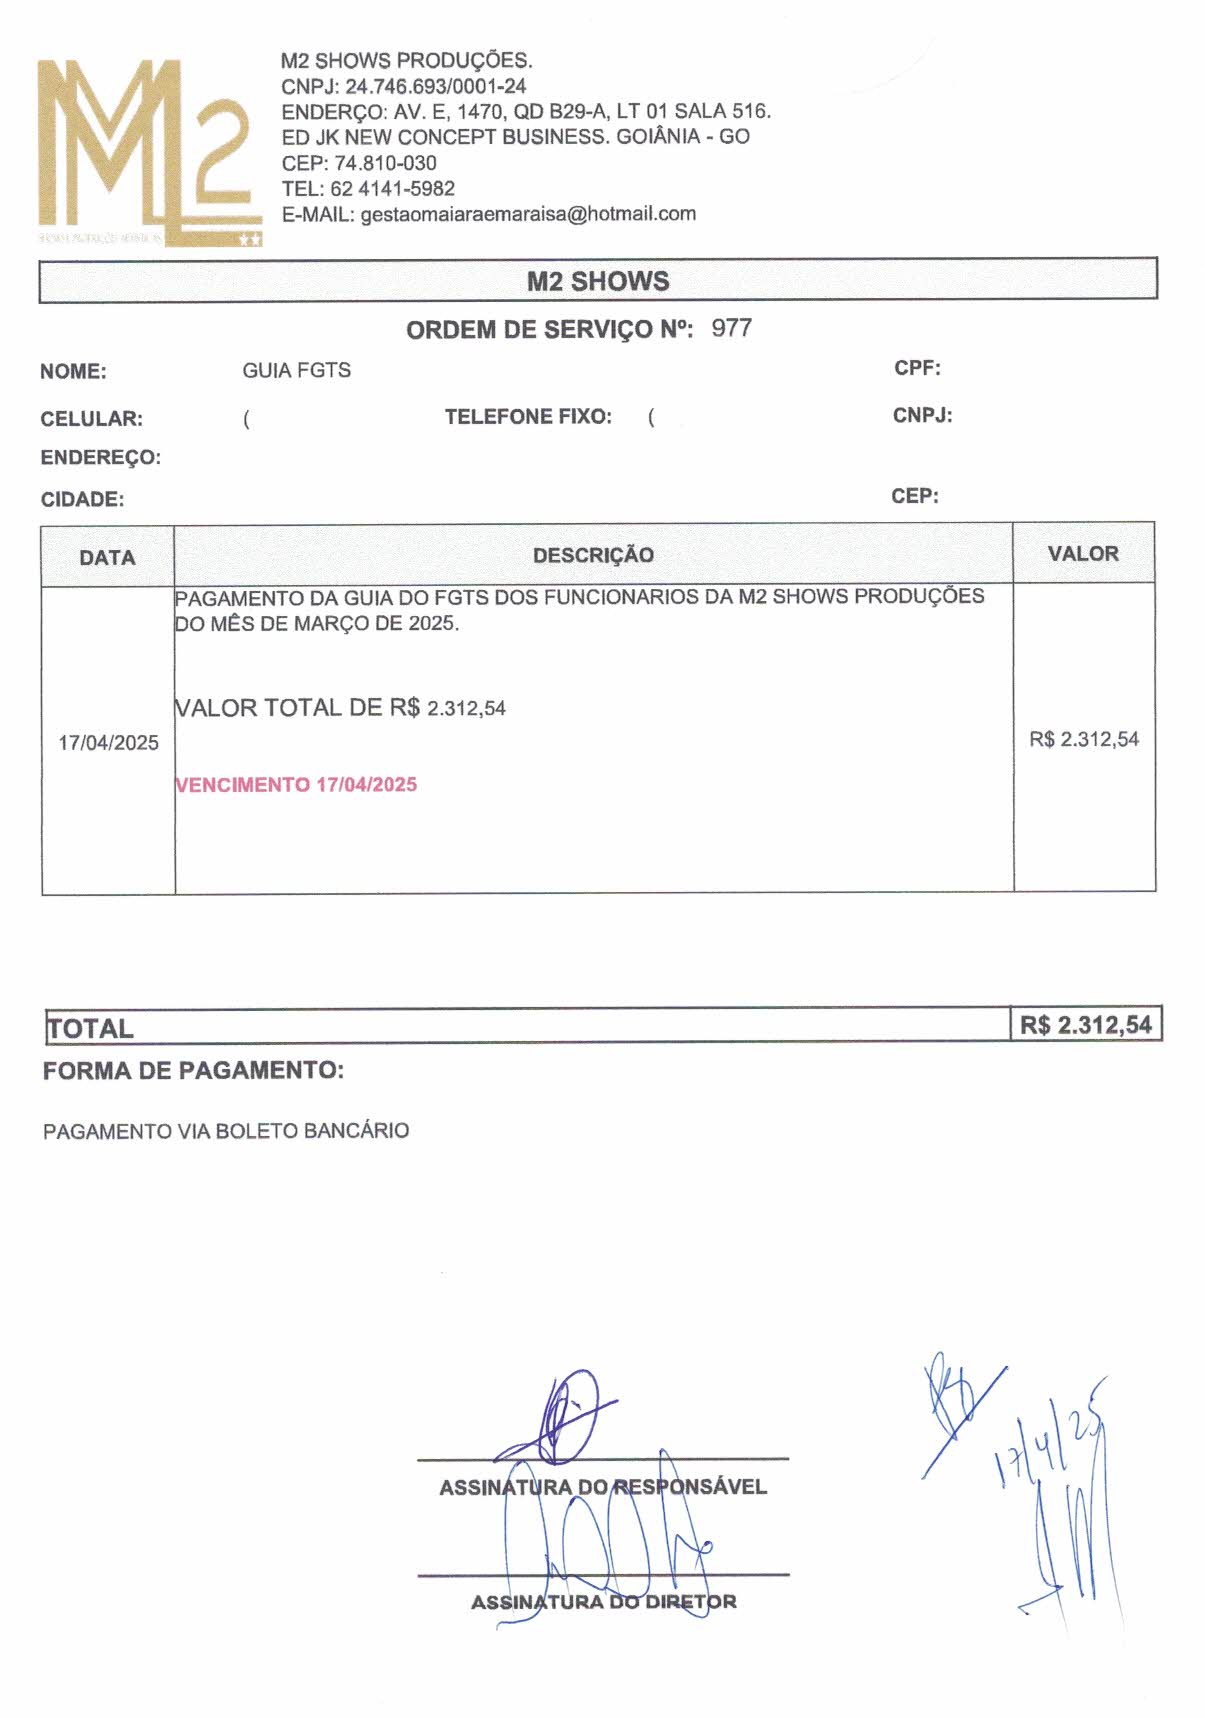 M2
M2 SHOWS PRODUÇÕES.
CNPJ: 24.746.693/0001-24
ENDERÇO: AV. E, 1470, QD B29-A, LT 01 SALA 516.
ED JK NEW CONCEPT BUSINESS. GOIÂNIA - GO
CEP: 74.810-030
TEL: 62 4141-5982
E-MAIL: gestaomaiaraemaraisa@hotmail.com
M2 SHOWS
ORDEM DE SERVIÇO Nº: 977
NOME: GUIA FGTS CPF:
CELULAR: ( TELEFONE FIXO: ( CNPJ:
ENDEREÇO:
CIDADE: CEP:
DATA DESCRIÇÃO VALOR
PAGAMENTO DA GUIA DO FGTS DOS FUNCIONARIOS DA M2 SHOWS PRODUÇÕES
DO MÊS DE MARÇO DE 2025.
VALOR TOTAL DE R$ 2.312,54
17/04/2025 R$ 2.312,54
VENCIMENTO 17/04/2025
TOTAL R$ 2.312,54
FORMA DE PAGAMENTO:
PAGAMENTO VIA BOLETO BANCÁRIO
17/4/25
ASSINATURA DO RESPONSÁVEL
ASSINATURA DO DIRETOR